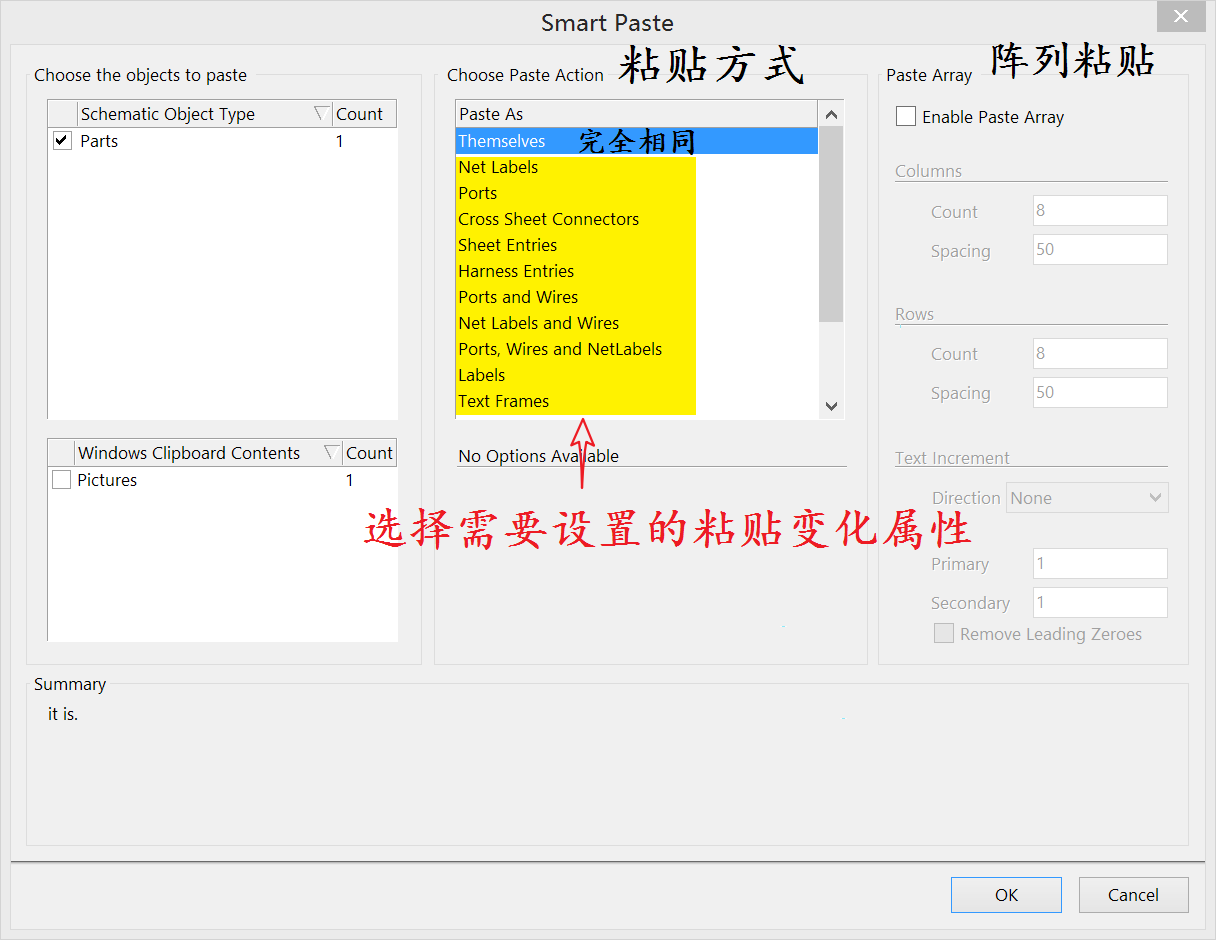 Smart Paste
Choose the objects to paste
Schematic Object Type Count
Parts 1
Windows Clipboard Contents Count
Pictures 1
Choose Paste Action 粘贴方式
Paste As
Themselves 完全相同
Net Labels
Ports
Cross Sheet Connectors
Sheet Entries
Harness Entries
Ports and Wires
Net Labels and Wires
Ports, Wires and NetLabels
Labels
Text Frames
No Options Available
选择需要设置的粘贴变化属性
Paste Array 阵列粘贴
Enable Paste Array
Columns
Count 8
Spacing 50
Rows
Count 8
Spacing 50
Text Increment
Direction None
Primary 1
Secondary 1
Remove Leading Zeroes
Summary
it is.
OK Cancel